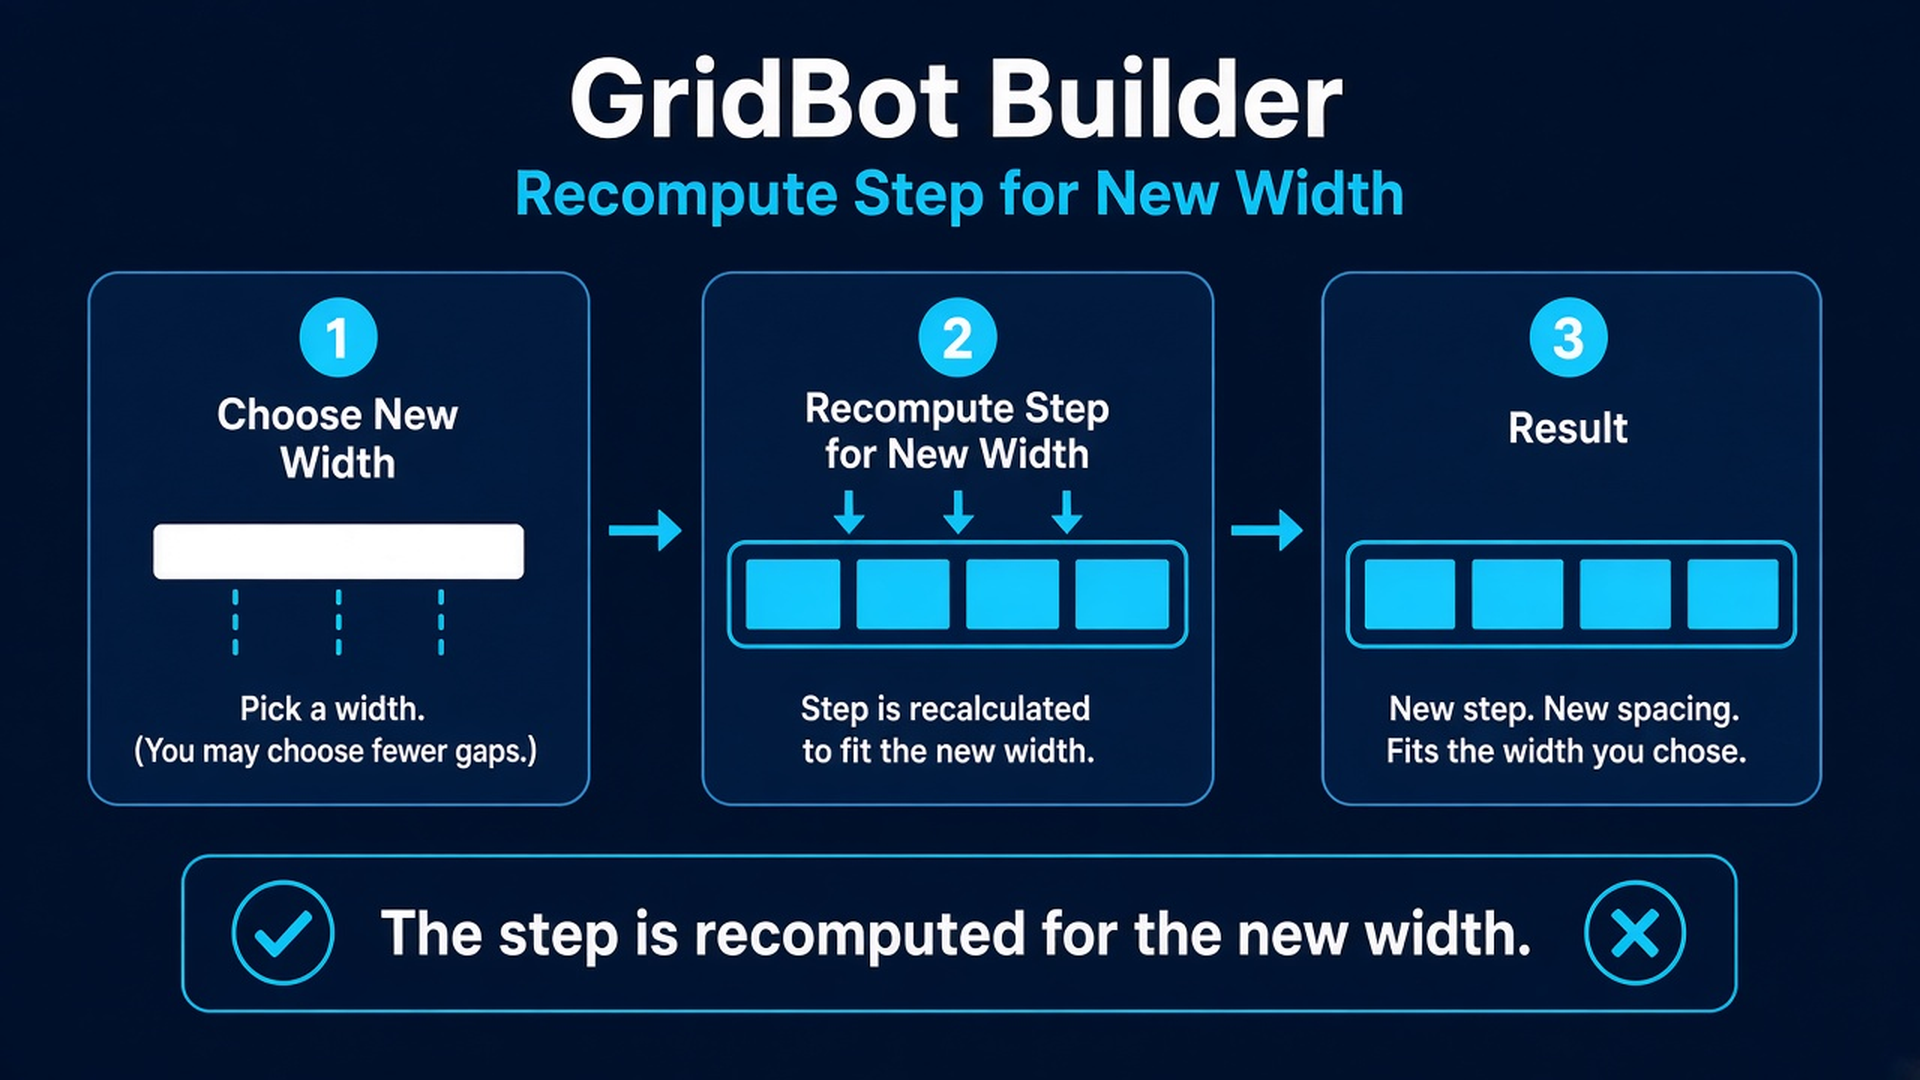 GridBot Builder
Recompute Step for New Width
1
Choose New
Width
Pick a width.
(You may choose fewer gaps.)
2
Recompute Step
for New Width
Step is recalculated
to fit the new width.
3
Result
New step. New spacing.
Fits the width you chose.
The step is recomputed for the new width.